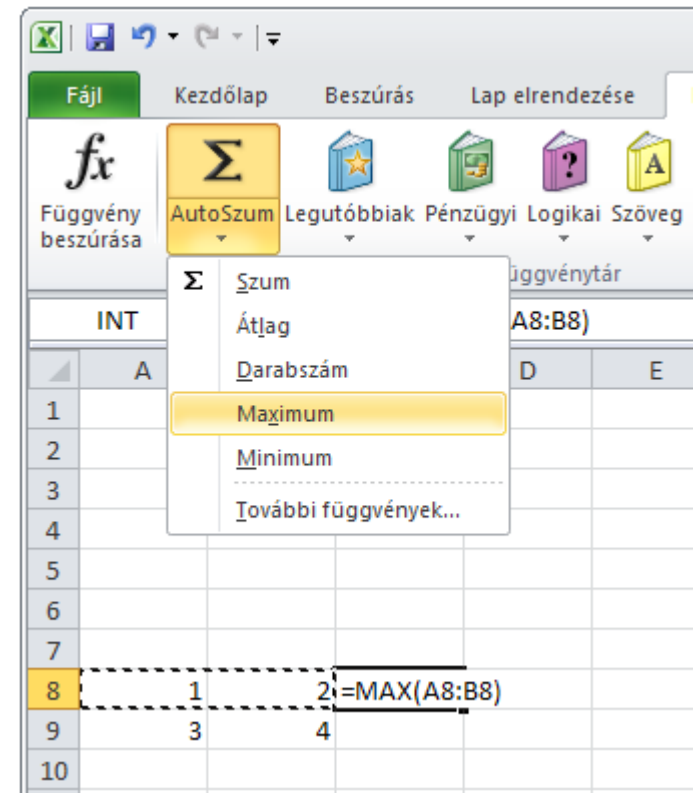 Fájl Kezdőlap Beszúrás Lap elrendezése
fx Σ ? A
Függvény beszúrása AutoSzum Legutóbbiak Pénzügyi Logikai Szöveg
Σ Szum
Átlag
Darabszám
Maximum
Minimum
További függvények...
üggvénytár
INT A8:B8)
A D E
1
2
3
4
5
6
7
8 1 2 =MAX(A8:B8)
9 3 4
10